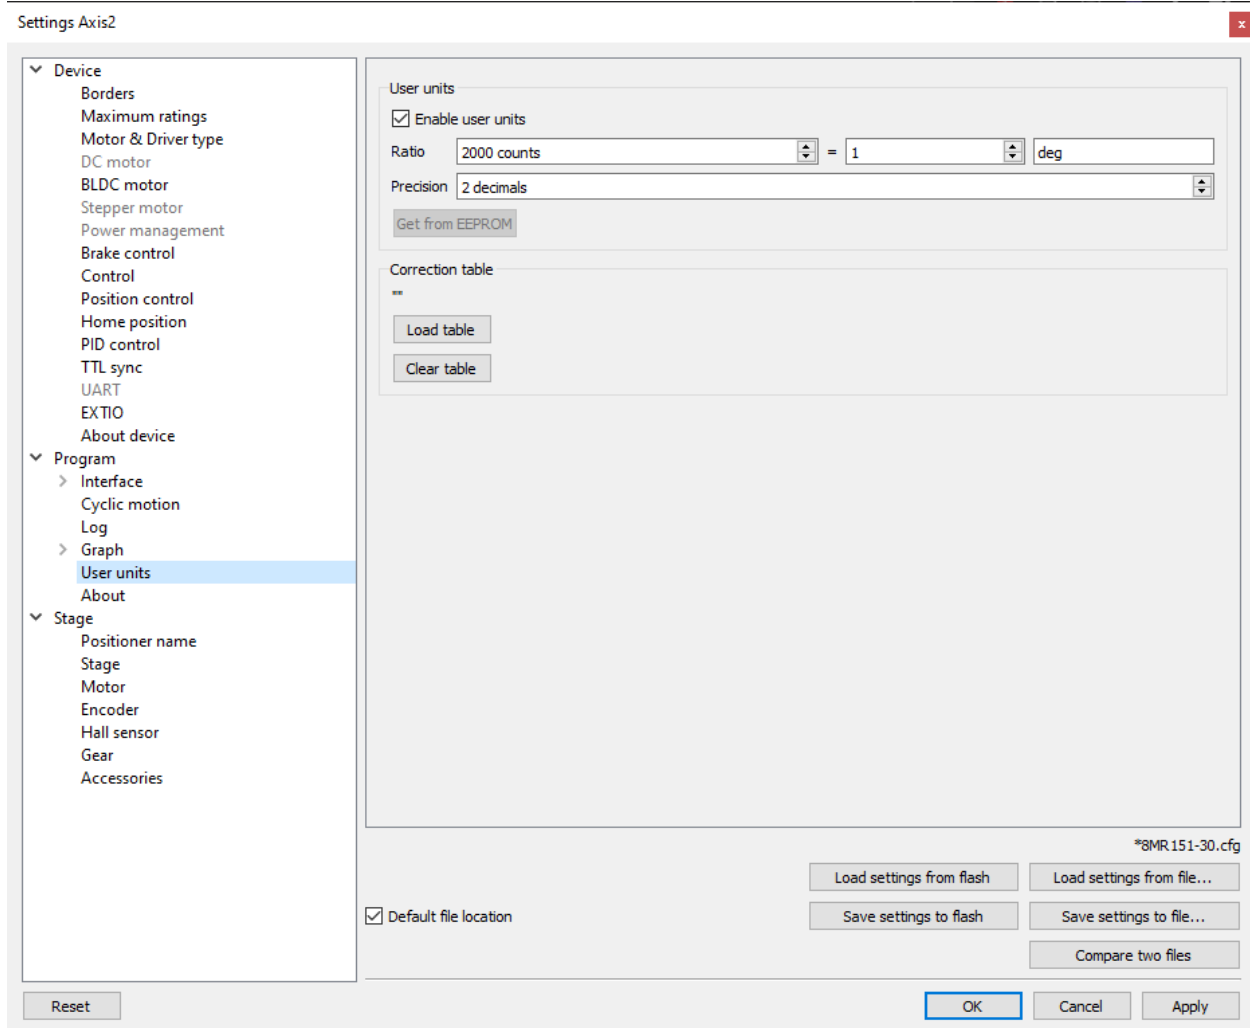 Settings Axis2
x
Device
Borders
Maximum ratings
Motor & Driver type
DC motor
BLDC motor
Stepper motor
Power management
Brake control
Control
Position control
Home position
PID control
TTL sync
UART
EXTIO
About device
Program
Interface
Cyclic motion
Log
Graph
User units
About
Stage
Positioner name
Stage
Motor
Encoder
Hall sensor
Gear
Accessories
User units
Enable user units
Ratio 2000 counts = 1 deg
Precision 2 decimals
Get from EEPROM
Correction table
""
Load table
Clear table
*8MR151-30.cfg
Load settings from flash Load settings from file...
Default file location Save settings to flash Save settings to file...
Compare two files
Reset OK Cancel Apply